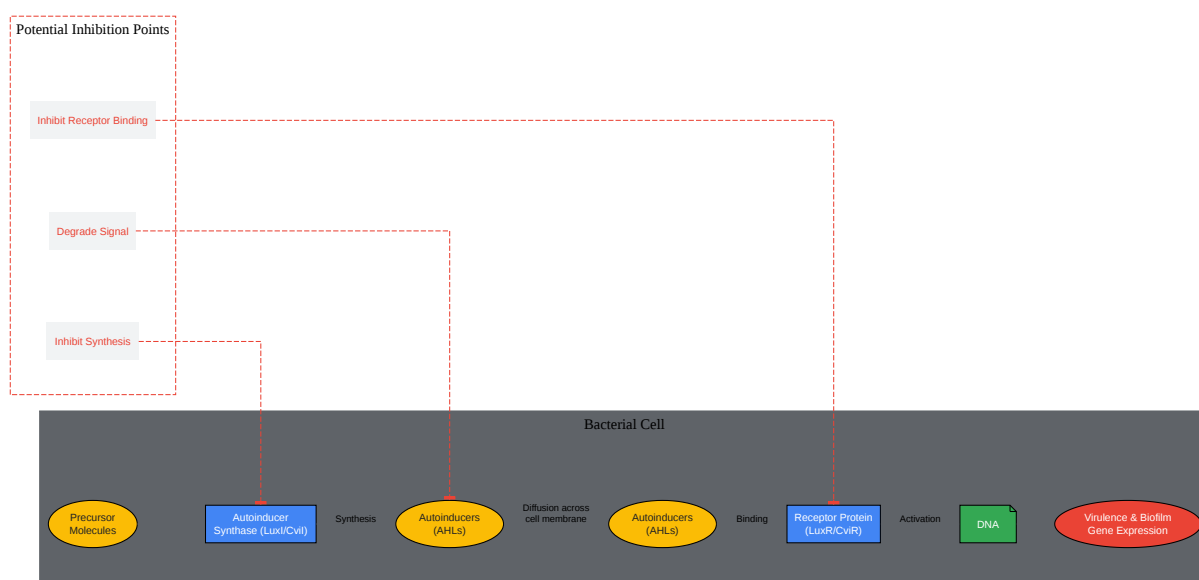 Potential Inhibition Points
Inhibit Receptor Binding
Degrade Signal
Inhibit Synthesis
Bacterial Cell
Precursor
Molecules
Autoinducer
Synthase (LuxI/CviI)
Synthesis
Autoinducers
(AHLs)
Diffusion across
cell membrane
Autoinducers
(AHLs)
Binding
Receptor Protein
(LuxR/CviR)
Activation
DNA
Virulence & Biofilm
Gene Expression